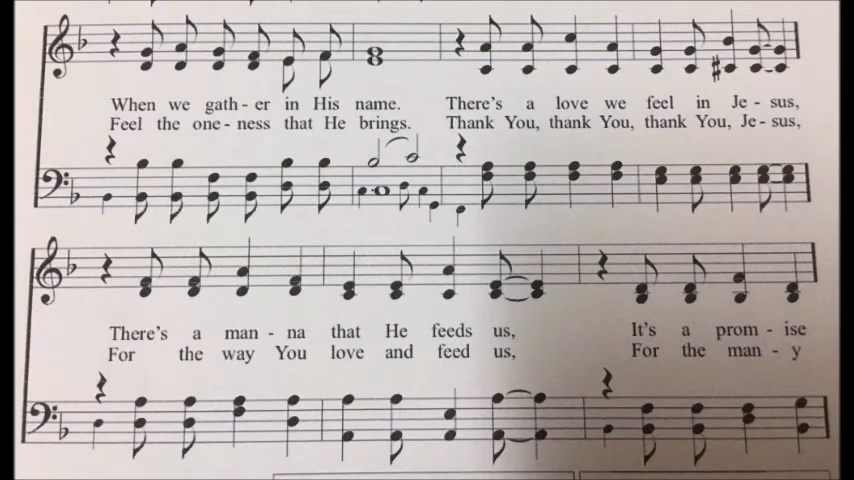 When we gath - er in His name. There's a love we feel in Je - sus,
Feel the one - ness that He brings. Thank You, thank You, thank You, Je - sus,
There's a man - na that He feeds us, It's a prom - ise
For the way You love and feed us, For the man - y